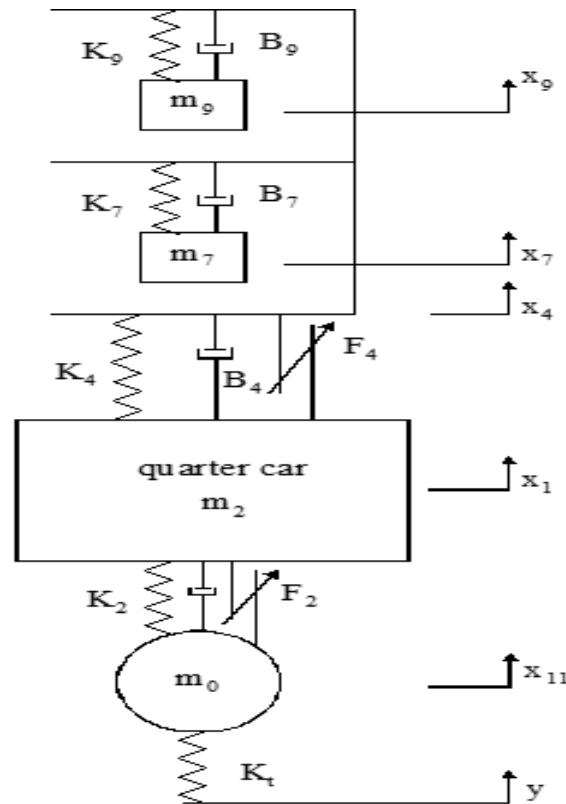 K₉ B₉
m₉ x₉
K₇ B₇
m₇ x₇
x₄
K₄ B₄ F₄
quarter car
m₂ x₁
K₂ F₂
m₀ x₁₁
Kₜ y